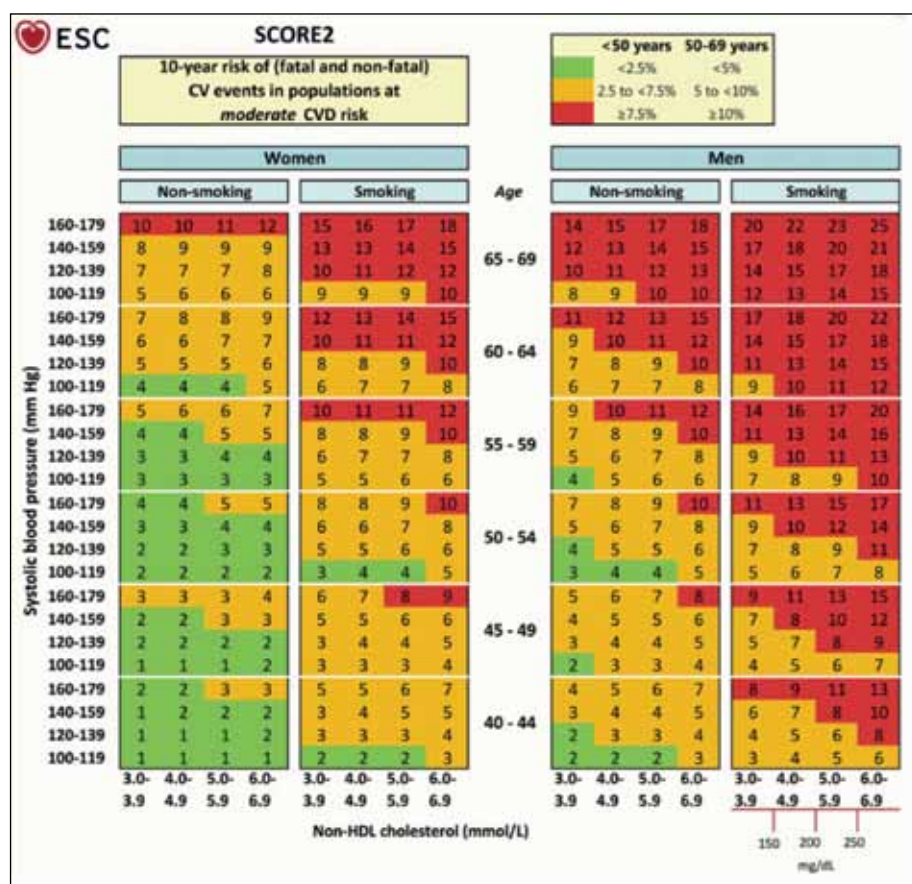 ESC
SCORE2
10-year risk of (fatal and non-fatal)
CV events in populations at
moderate CVD risk
<50 years 50-69 years
<2.5% <5%
2.5 to <7.5% 5 to <10%
≥7.5% ≥10%
Women Men
Non-smoking Smoking Age Non-smoking Smoking
Systolic blood pressure (mm Hg)
160-179 10 10 11 12 15 16 17 18 14 15 17 18 20 22 23 25
140-159 8 9 9 9 13 13 14 15 12 13 14 15 17 18 20 21
65 - 69
120-139 7 7 7 8 10 11 12 12 10 11 12 13 14 15 17 18
100-119 5 6 6 6 9 9 9 10 8 9 10 10 12 13 14 15
160-179 7 8 8 9 12 13 14 15 11 12 13 15 17 18 20 22
140-159 6 6 7 7 10 11 11 12 9 10 11 12 14 15 17 18
60 - 64
120-139 5 5 5 6 8 8 9 10 7 8 9 10 11 13 14 15
100-119 4 4 4 5 6 7 7 8 6 7 7 8 9 10 11 12
160-179 5 6 6 7 10 11 11 12 9 10 11 12 14 16 17 20
140-159 4 4 5 5 8 8 9 10 7 8 9 10 11 13 14 16
55 - 59
120-139 3 3 4 4 6 7 7 8 5 6 7 8 9 10 11 13
100-119 3 3 3 3 5 5 6 6 4 5 6 6 7 8 9 10
160-179 4 4 5 5 8 8 9 10 7 8 9 10 11 13 15 17
140-159 3 3 4 4 6 6 7 8 5 6 7 8 9 10 12 14
50 - 54
120-139 2 2 3 3 5 5 6 6 4 5 5 6 7 8 9 11
100-119 2 2 2 2 3 4 4 5 3 4 4 5 5 6 7 8
160-179 3 3 3 4 6 7 8 9 5 6 7 8 9 11 13 15
140-159 2 2 3 3 5 5 6 6 4 5 5 6 7 8 10 12
45 - 49
120-139 2 2 2 2 3 4 4 5 3 4 4 5 5 7 8 9
100-119 1 1 1 2 3 3 3 4 2 3 3 4 4 5 6 7
160-179 2 2 3 3 5 5 6 7 4 5 6 7 8 9 11 13
140-159 1 2 2 2 3 4 5 5 3 4 4 5 6 7 8 10
40 - 44
120-139 1 1 1 2 3 3 3 4 2 3 3 4 4 5 6 8
100-119 1 1 1 1 2 2 2 3 2 2 2 3 3 4 5 6
3.0- 4.0- 5.0- 6.0- 3.0- 4.0- 5.0- 6.0- 3.0- 4.0- 5.0- 6.0- 3.0- 4.0- 5.0- 6.0-
3.9 4.9 5.9 6.9 3.9 4.9 5.9 6.9 3.9 4.9 5.9 6.9 3.9 4.9 5.9 6.9
Non-HDL cholesterol (mmol/L)
150 200 250
mg/dL